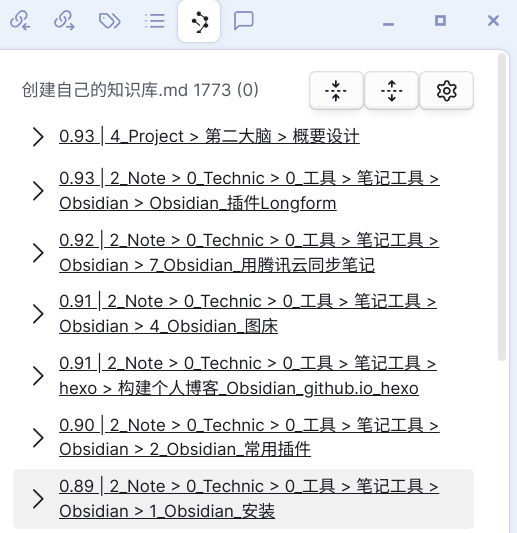 创建自己的知识库.md 1773 (0)
0.93 | 4_Project > 第二大脑 > 概要设计
0.93 | 2_Note > 0_Technic > 0_工具 > 笔记工具 >
Obsidian > Obsidian_插件Longform
0.92 | 2_Note > 0_Technic > 0_工具 > 笔记工具 >
Obsidian > 7_Obsidian_用腾讯云同步笔记
0.91 | 2_Note > 0_Technic > 0_工具 > 笔记工具 >
Obsidian > 4_Obsidian_图床
0.91 | 2_Note > 0_Technic > 0_工具 > 笔记工具 >
hexo > 构建个人博客_Obsidian_github.io_hexo
0.90 | 2_Note > 0_Technic > 0_工具 > 笔记工具 >
Obsidian > 2_Obsidian_常用插件
0.89 | 2_Note > 0_Technic > 0_工具 > 笔记工具 >
Obsidian > 1_Obsidian_安装